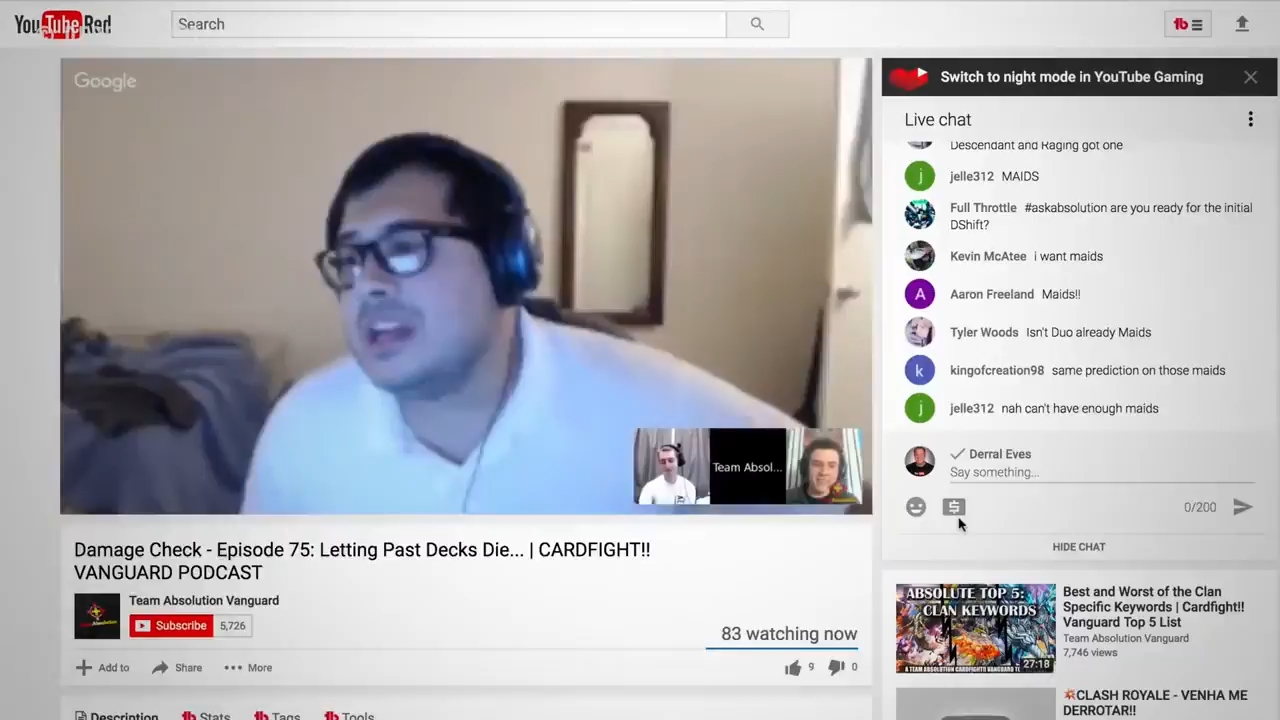 YouTube Red
Search
Google
Team Absol...
Damage Check - Episode 75: Letting Past Decks Die... | CARDFIGHT!!
VANGUARD PODCAST
Team Absolution Vanguard
Subscribe 5,726
83 watching now
Add to Share More 9 0
Description Stats Tags Tools
Switch to night mode in YouTube Gaming
Live chat
Descendant and Raging got one
j jelle312 MAIDS
Full Throttle #askabsolution are you ready for the initial
DShift?
Kevin McAtee i want maids
A Aaron Freeland Maids!!
Tyler Woods Isn't Duo already Maids
k kingofcreation98 same prediction on those maids
j jelle312 nah can't have enough maids
Derral Eves
Say something...
0/200
HIDE CHAT
ABSOLUTE TOP 5:
CLAN KEYWORDS
27:18
Best and Worst of the Clan
Specific Keywords | Cardfight!!
Vanguard Top 5 List
Team Absolution Vanguard
7,746 views
CLASH ROYALE - VENHA ME
DERROTAR!!